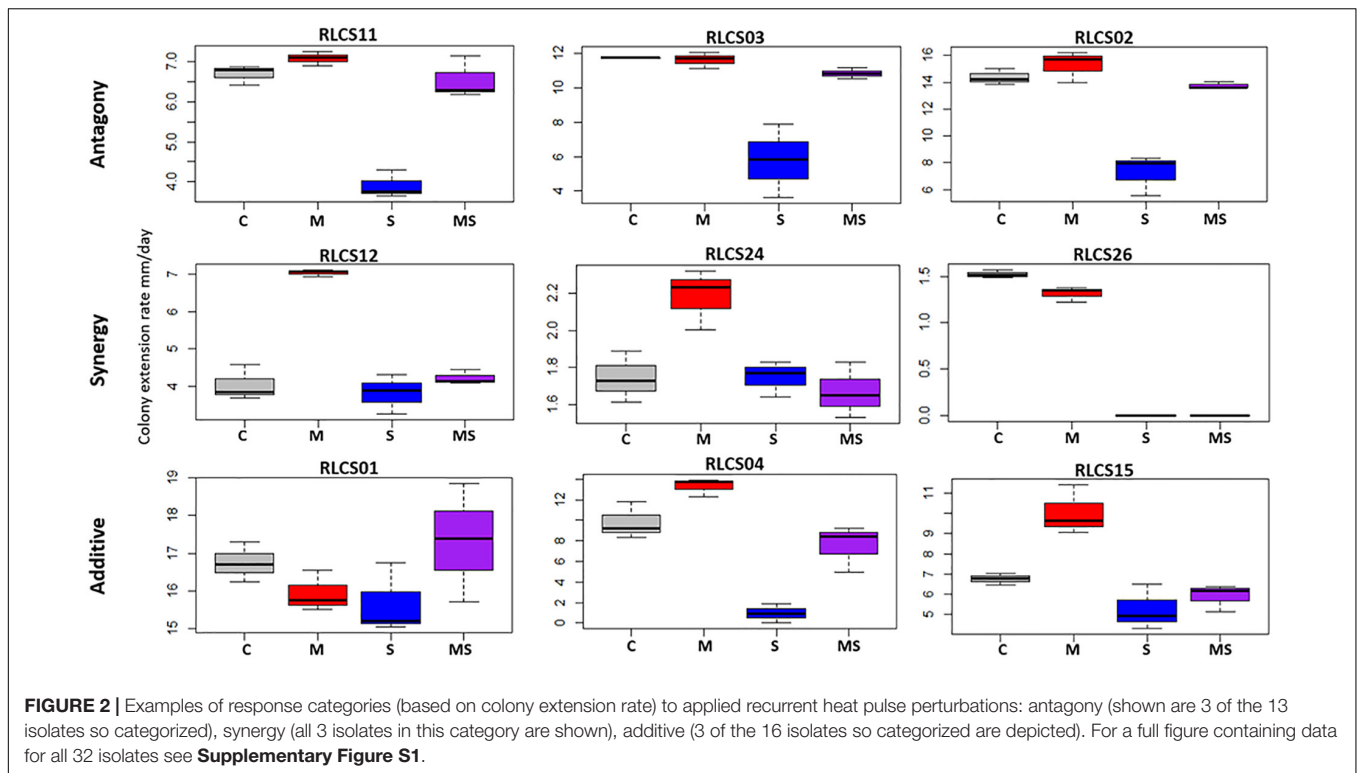 RLCS11
RLCS03
RLCS02
Antagony
7.0
6.0
5.0
4.0
C M S MS
12
10
8
6
4
C M S MS
16
14
12
10
8
6
C M S MS
Colony extension rate mm/day
RLCS12
RLCS24
RLCS26
Synergy
7
6
5
4
C M S MS
2.2
2.0
1.8
1.6
C M S MS
1.5
1.0
0.5
0.0
C M S MS
RLCS01
RLCS04
RLCS15
Additive
19
18
17
16
15
C M S MS
12
10
8
6
4
2
0
C M S MS
11
10
9
8
7
6
5
C M S MS
FIGURE 2 | Examples of response categories (based on colony extension rate) to applied recurrent heat pulse perturbations: antagony (shown are 3 of the 13
isolates so categorized), synergy (all 3 isolates in this category are shown), additive (3 of the 16 isolates so categorized are depicted). For a full figure containing data
for all 32 isolates see Supplementary Figure S1.